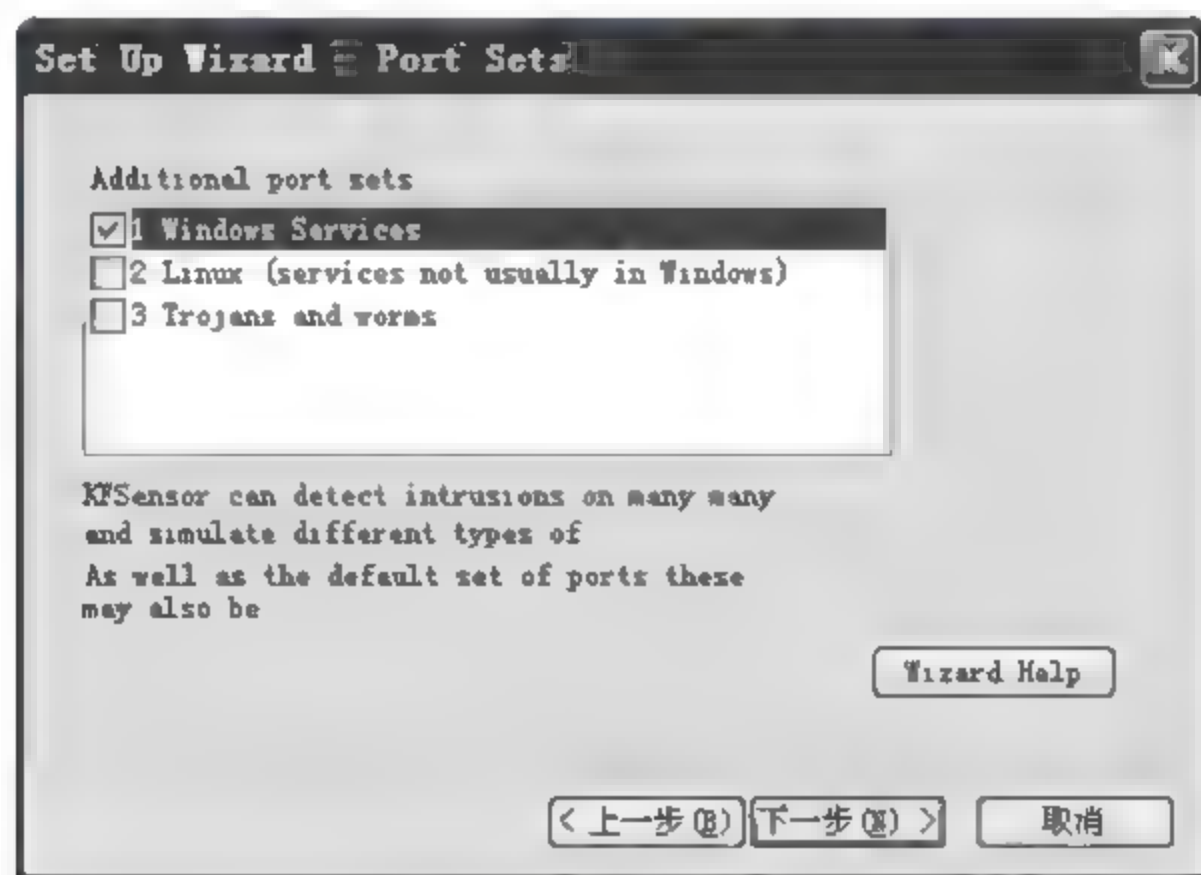 Set Up Wizard - Port Sets
Additional port sets
1 Windows Services
2 Linux (services not usually in Windows)
3 Trojans and worms
KFSensor can detect intrusions on many many
and simulate different types of
As well as the default set of ports these
may also be
Wizard Help
< 上一步(B)
下一步(N) >
取消